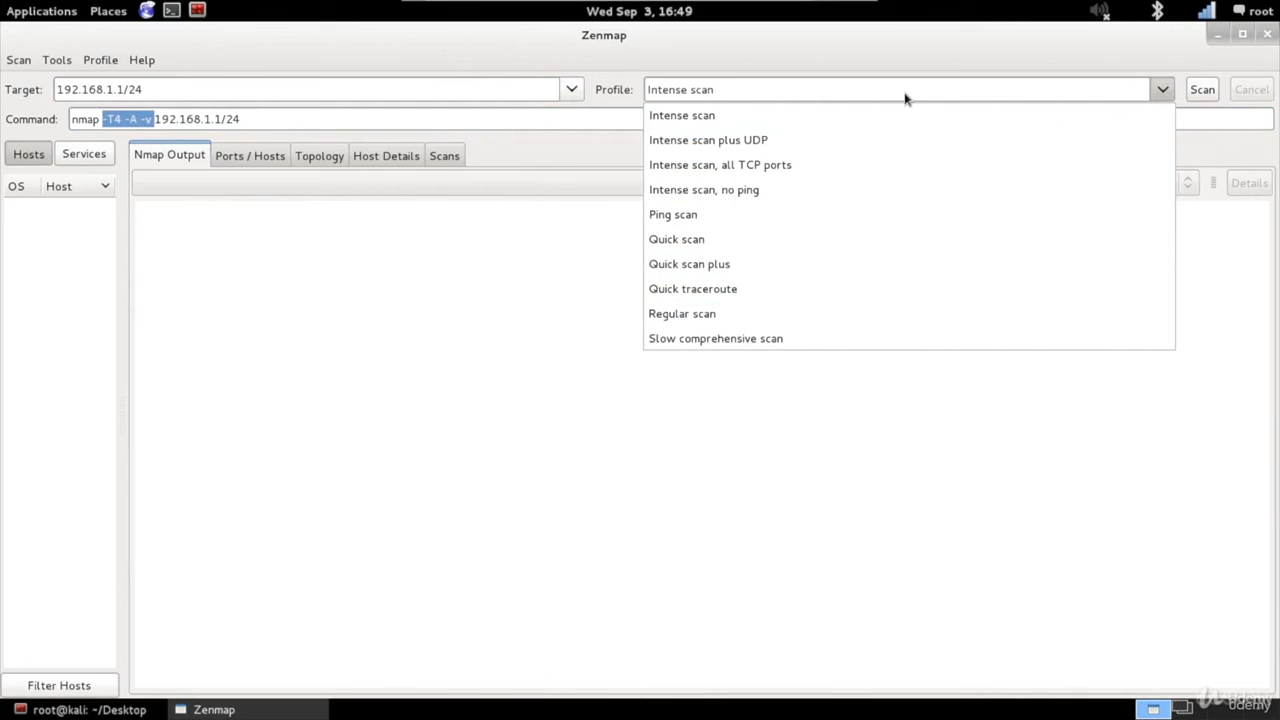 Applications Places Wed Sep 3, 16:49 root
Zenmap
Scan Tools Profile Help
Target: 192.168.1.1/24 Profile: Intense scan Scan Cancel
Command: nmap -T4 -A -v 192.168.1.1/24
Intense scan
Intense scan plus UDP
Intense scan, all TCP ports
Intense scan, no ping
Ping scan
Quick scan
Quick scan plus
Quick traceroute
Regular scan
Slow comprehensive scan
Hosts Services Nmap Output Ports / Hosts Topology Host Details Scans
OS Host Details
Filter Hosts
root@kali: ~/Desktop Zenmap
udemy